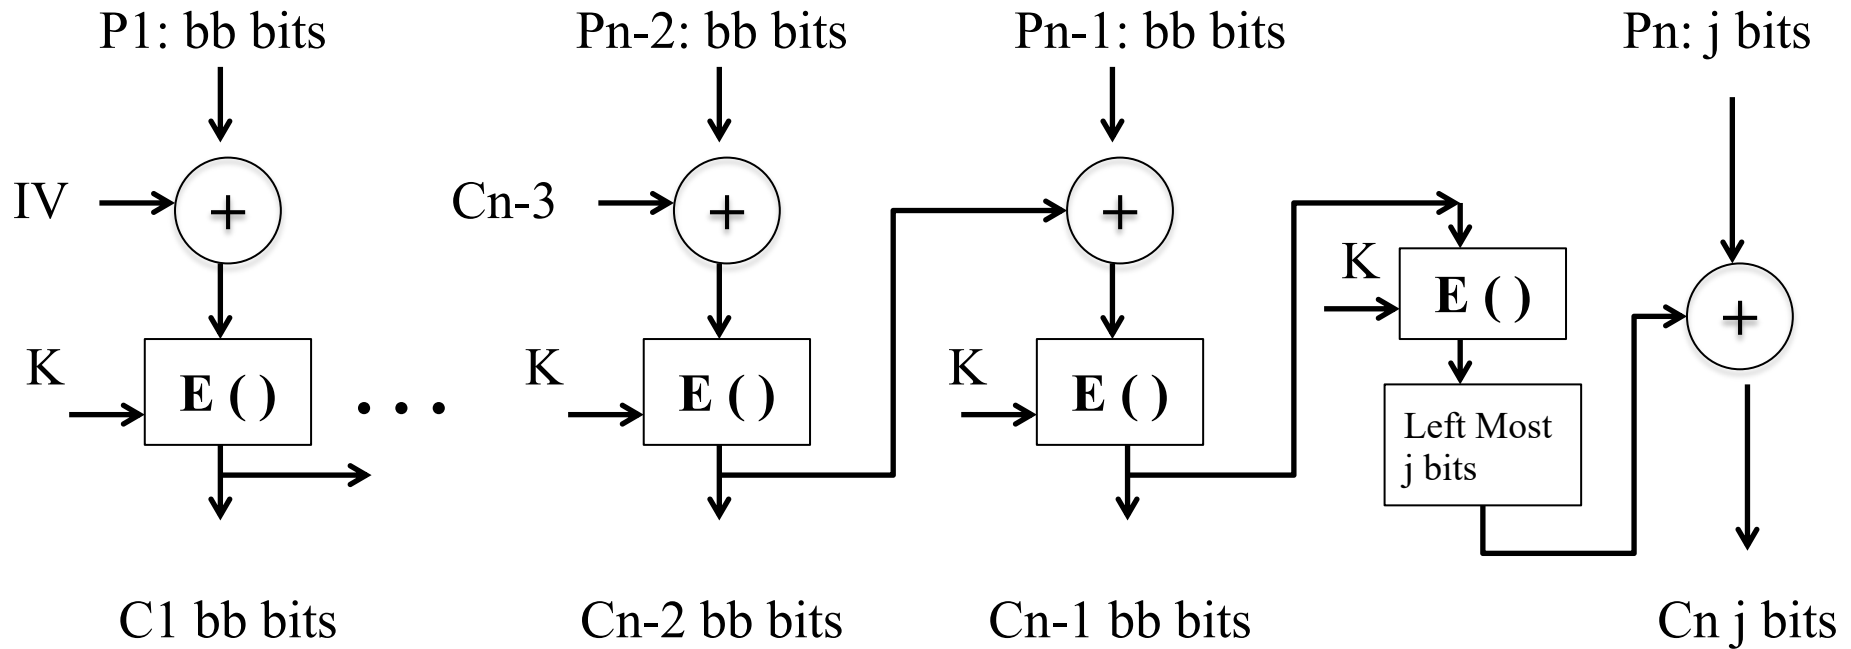 P1: bb bits
Pn-2: bb bits
Pn-1: bb bits
Pn: j bits
IV
+
Cn-3
+
+
K
E ( )
+
K
E ( )
. . .
K
E ( )
K
E ( )
Left Most
j bits
C1 bb bits
Cn-2 bb bits
Cn-1 bb bits
Cn j bits